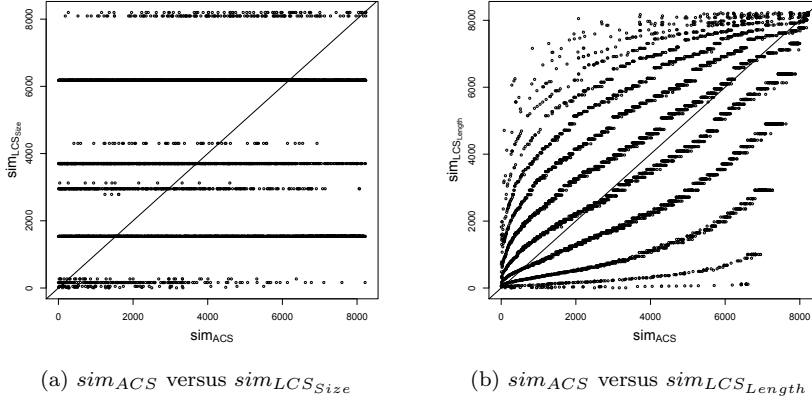 8000
6000
4000
2000
0
sim_LCS_Size
0 2000 4000 6000 8000
sim_ACS
8000
6000
4000
2000
0
sim_LCS_Length
0 2000 4000 6000 8000
sim_ACS
(a) sim_ACS versus sim_LCS_Size
(b) sim_ACS versus sim_LCS_Length